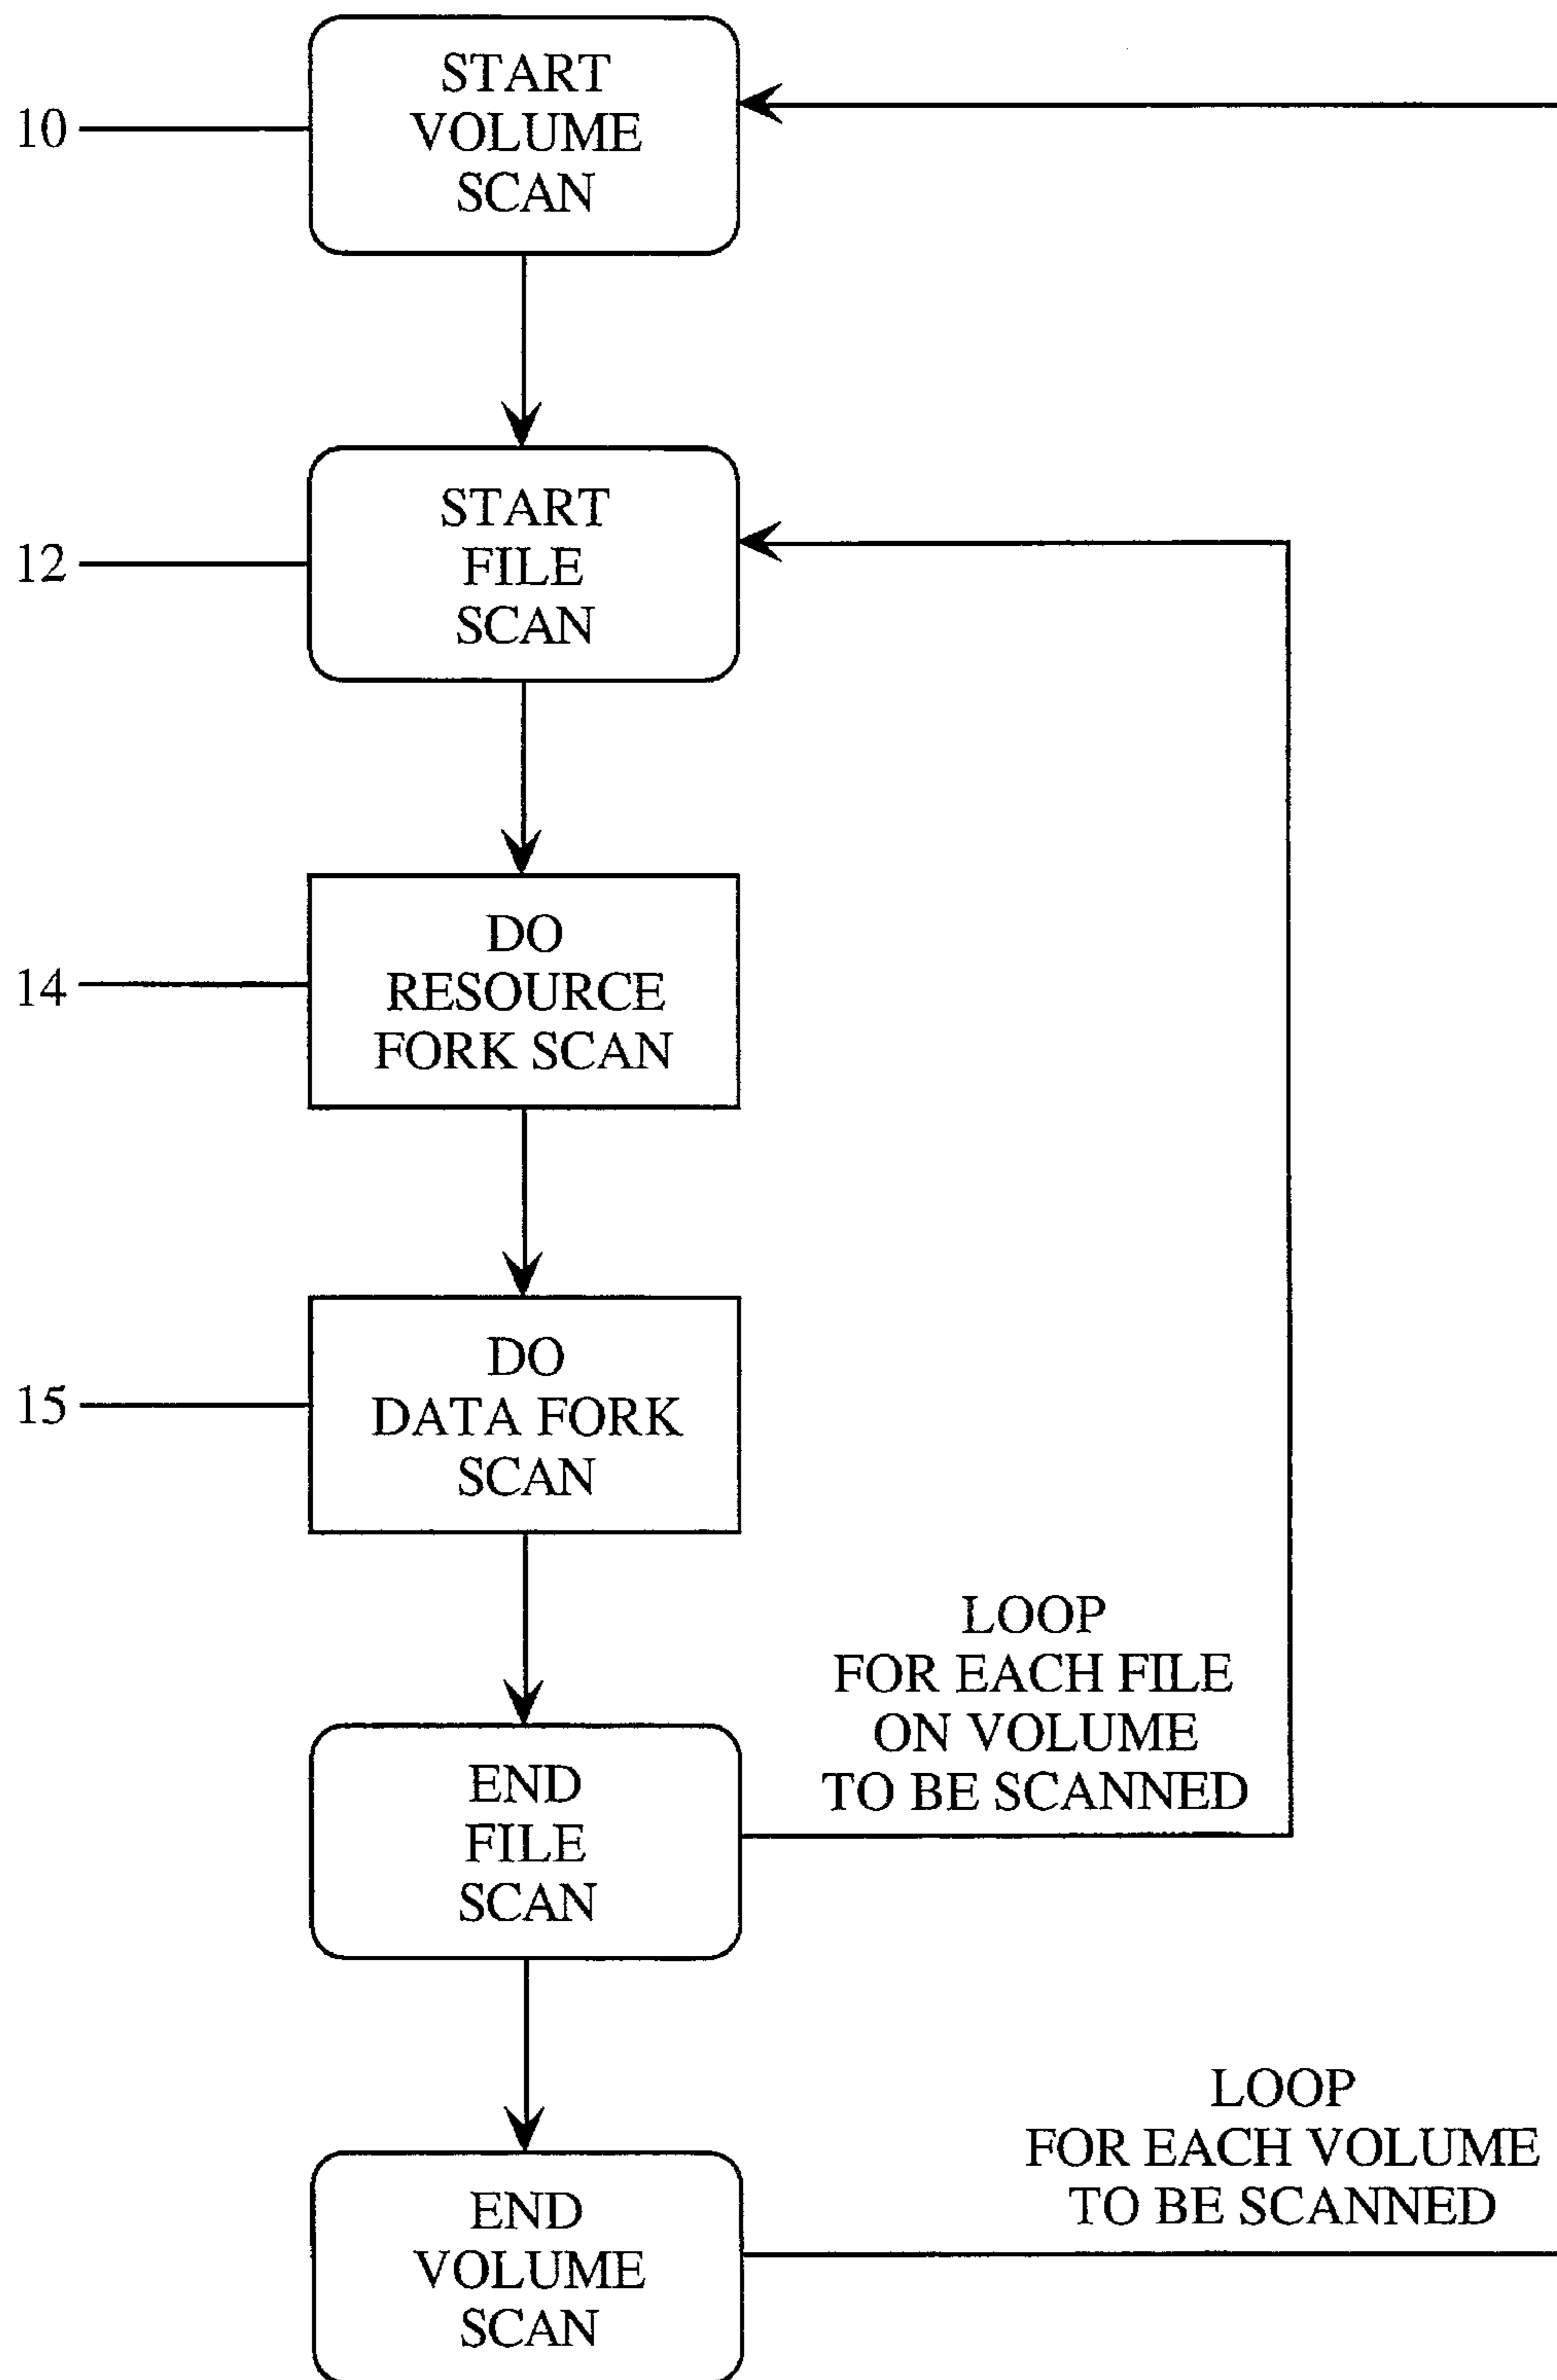 START
VOLUME
SCAN
10
START
FILE
SCAN
12
DO
RESOURCE
FORK SCAN
14
DO
DATA FORK
SCAN
15
LOOP
FOR EACH FILE
ON VOLUME
TO BE SCANNED
END
FILE
SCAN
LOOP
FOR EACH VOLUME
TO BE SCANNED
END
VOLUME
SCAN